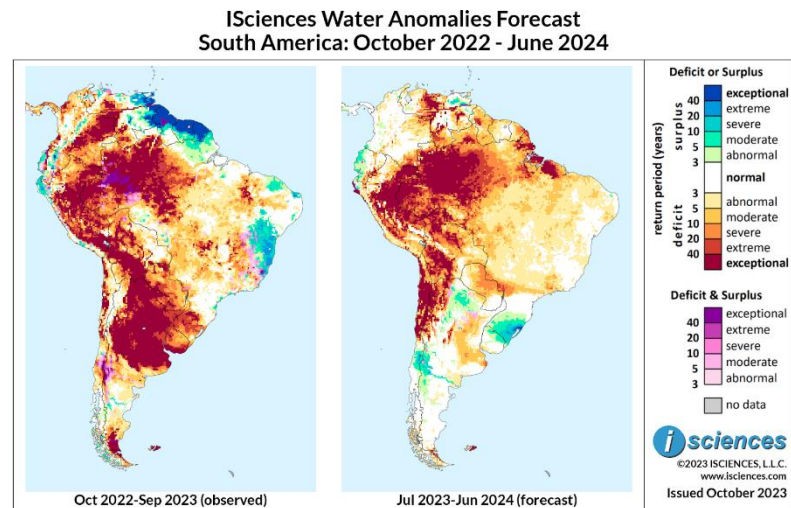 ISciences Water Anomalies Forecast
South America: October 2022 - June 2024
Deficit or Surplus
return period (years)
surplus
deficit
40 exceptional
20 extreme
10 severe
5 moderate
3 abnormal
normal
3 abnormal
5 moderate
10 severe
20 extreme
40 exceptional
Deficit & Surplus
40 exceptional
20 extreme
10 severe
5 moderate
3 abnormal
no data
i sciences
©2023 ISCIENCES, L.L.C.
www.isciences.com
Issued October 2023
Oct 2022-Sep 2023 (observed)
Jul 2023-Jun 2024 (forecast)